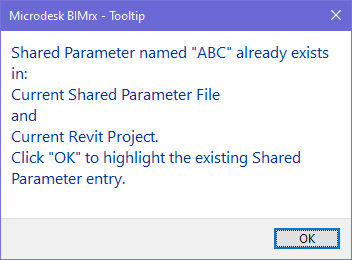 Microdesk BIMrx - Tooltip
Shared Parameter named "ABC" already exists
in:
Current Shared Parameter File
and
Current Revit Project.
Click "OK" to highlight the existing Shared
Parameter entry.
OK